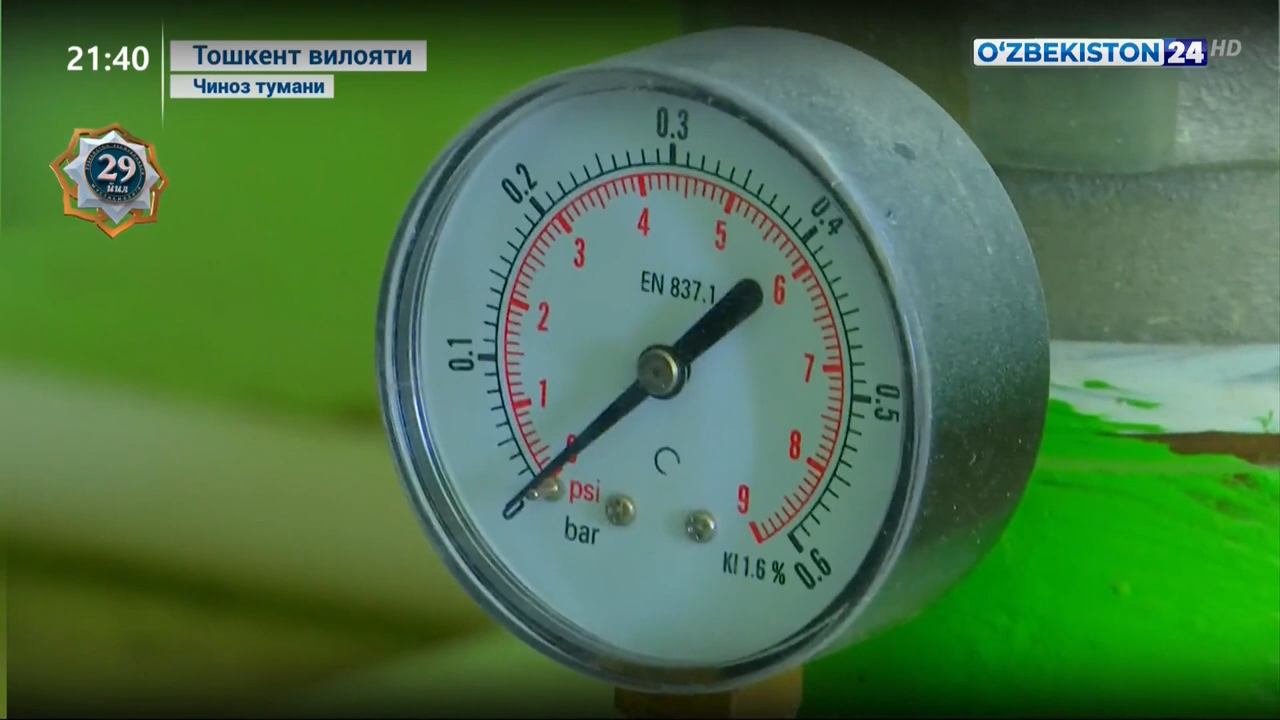 21:40
Тошкент вилояти
Чиноз тумани
O‘ZBEKISTON 24 HD
29
йил
0.3
0.2
0.4
4
3
5
EN 837.1
6
2
0.1
7
1
0.5
8
0
psi
9
0
bar
Kl 1.6 %
0.6